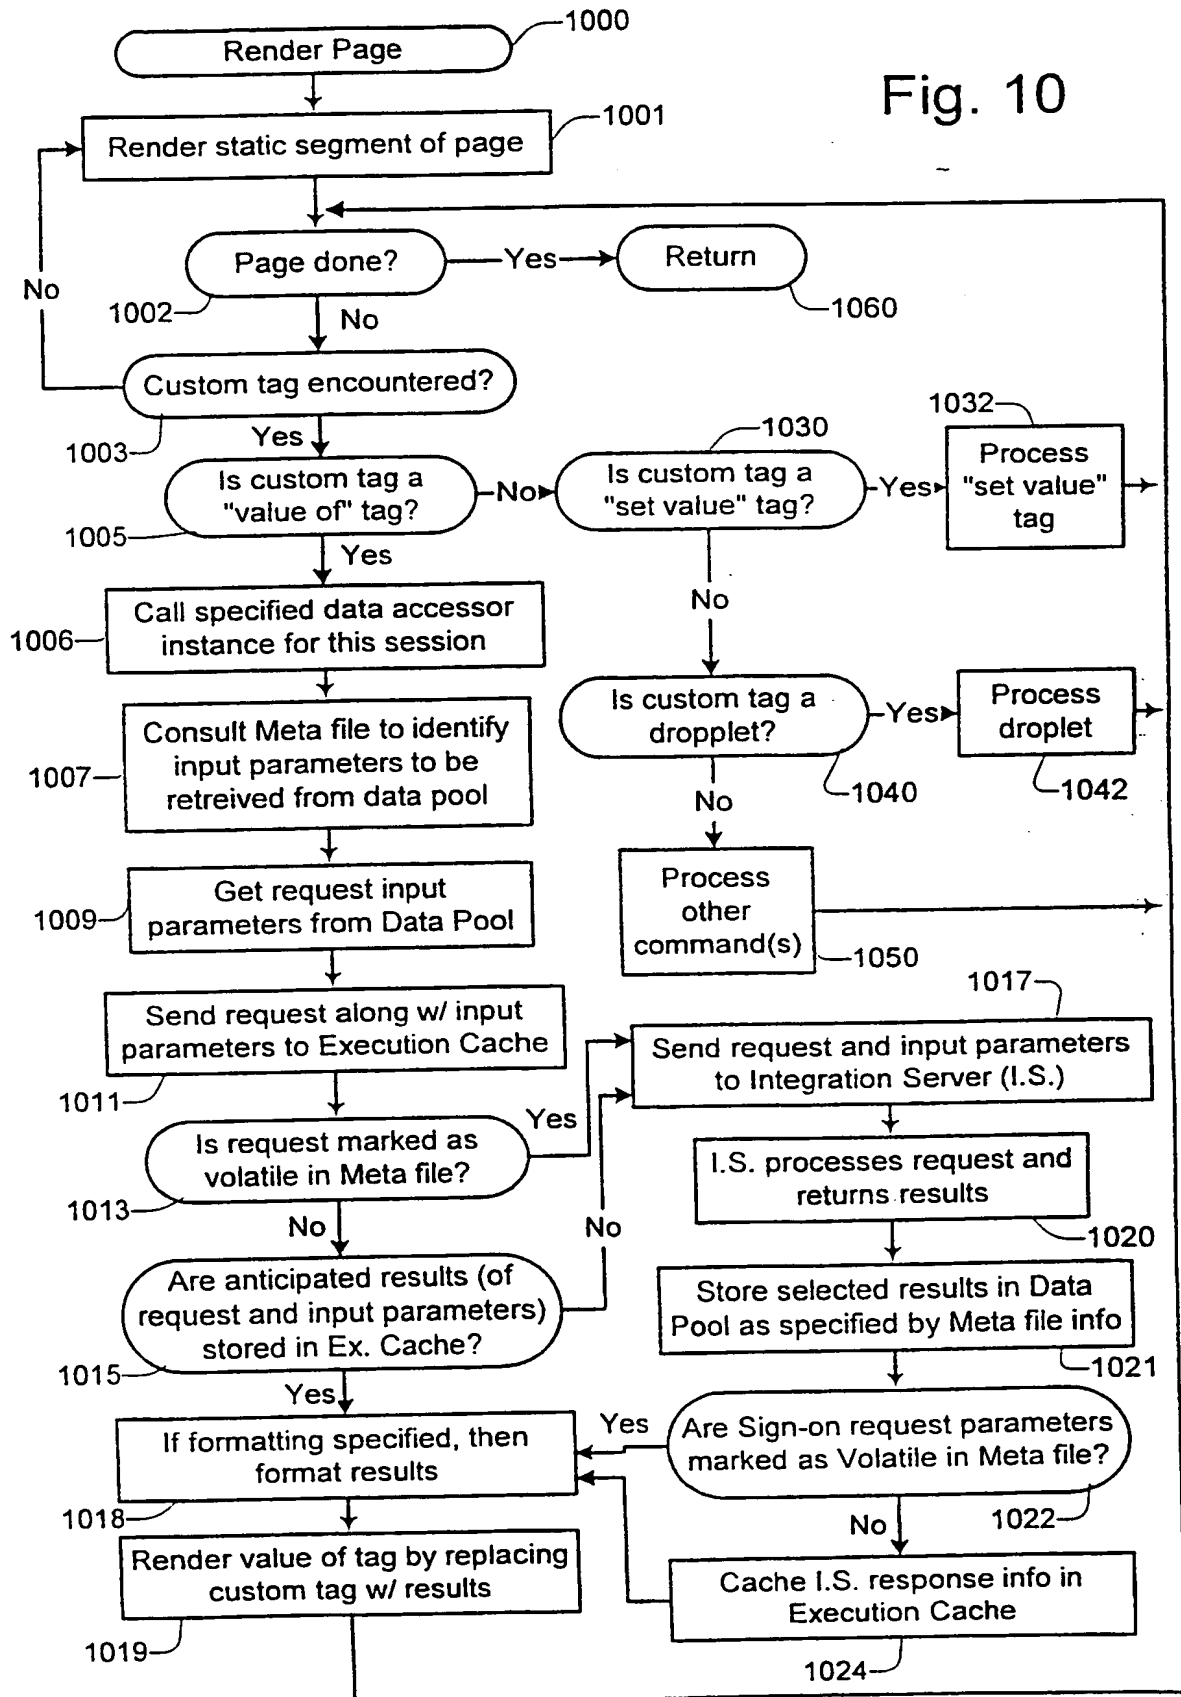 1000
Render Page
Fig. 10
1001
Render static segment of page
Page done?
Yes
Return
No
1002
1060
No
Custom tag encountered?
1003
Yes
1030
1032
Is custom tag a
"value of" tag?
No
Is custom tag a
"set value" tag?
Yes
Process
"set value"
tag
1005
Yes
No
Call specified data accessor
instance for this session
1006
Consult Meta file to identify
input parameters to be
retreived from data pool
1007
Is custom tag a
dropplet?
Yes
Process
droplet
1040
1042
No
Get request input
parameters from Data Pool
1009
Process
other
command(s)
1050
Send request along w/ input
parameters to Execution Cache
1011
1017
Send request and input parameters
to Integration Server (I.S.)
Yes
Is request marked as
volatile in Meta file?
1013
No
No
I.S. processes request and
returns results
1020
Are anticipated results (of
request and input parameters)
stored in Ex. Cache?
1015
Yes
Store selected results in Data
Pool as specified by Meta file info
1021
If formatting specified, then
format results
1018
Yes
Are Sign-on request parameters
marked as Volatile in Meta file?
1022
No
Render value of tag by replacing
custom tag w/ results
1019
Cache I.S. response info in
Execution Cache
1024